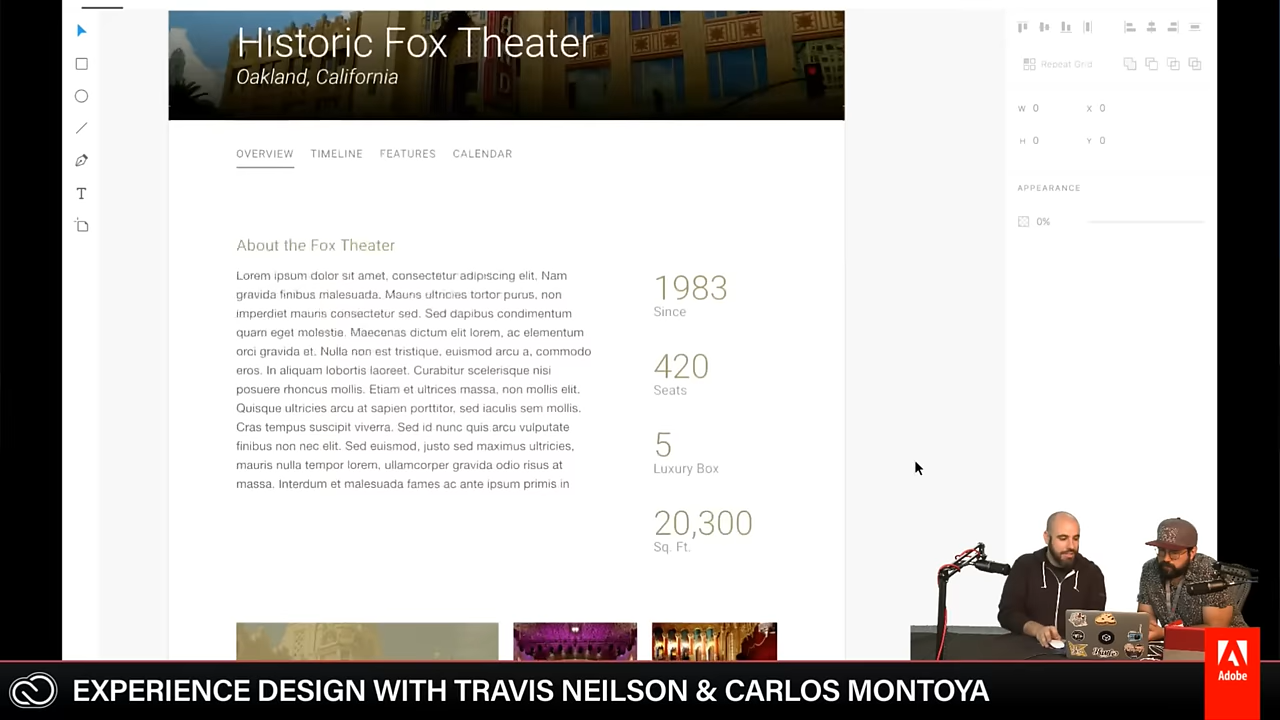 Historic Fox Theater
Oakland, California
Repeat Grid
W 0
X 0
H 0
Y 0
OVERVIEW
TIMELINE
FEATURES
CALENDAR
APPEARANCE
0%
About the Fox Theater
Lorem ipsum dolor sit amet, consectetur adipiscing elit. Nam
gravida finibus malesuada. Mauris ultricies tortor purus, non
imperdiet mauris consectetur sed. Sed dapibus condimentum
quam eget molestie. Maecenas dictum elit lorem, ac elementum
orci gravida et. Nulla non est tristique, euismod arcu a, commodo
eros. In aliquam lobortis laoreet. Curabitur scelerisque nisi
posuere rhoncus mollis. Etiam et ultrices massa, non mollis elit.
Quisque ultricies arcu at sapien porttitor, sed iaculis sem mollis.
Cras tempus suscipit viverra. Sed id nunc quis arcu vulputate
finibus non nec elit. Sed euismod, justo sed maximus ultricies,
mauris nulla tempor lorem, ullamcorper gravida odio risus at
massa. Interdum et malesuada fames ac ante ipsum primis in
1983
Since
420
Seats
5
Luxury Box
20,300
Sq. Ft.
EXPERIENCE DESIGN WITH TRAVIS NEILSON & CARLOS MONTOYA
Adobe